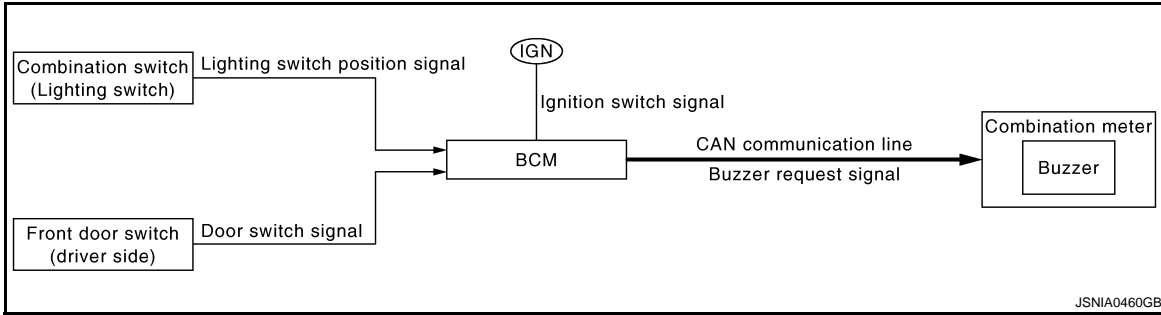 Combination switch
(Lighting switch)
Lighting switch position signal
IGN
Ignition switch signal
BCM
CAN communication line
Buzzer request signal
Combination meter
Buzzer
Front door switch
(driver side)
Door switch signal
JSNIA0460GB